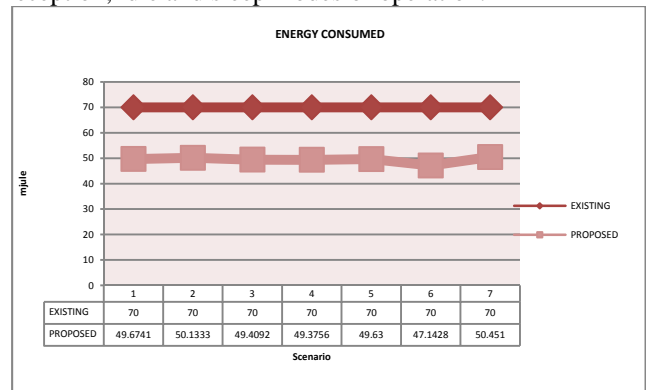 ENERGY CONSUMED
80
70
60
50
40
30
20
10
0
mjule
EXISTING
PROPOSED
1 2 3 4 5 6 7
EXISTING 70 70 70 70 70 70 70
PROPOSED 49.6741 50.1333 49.4092 49.3756 49.63 47.1428 50.451
Scenario